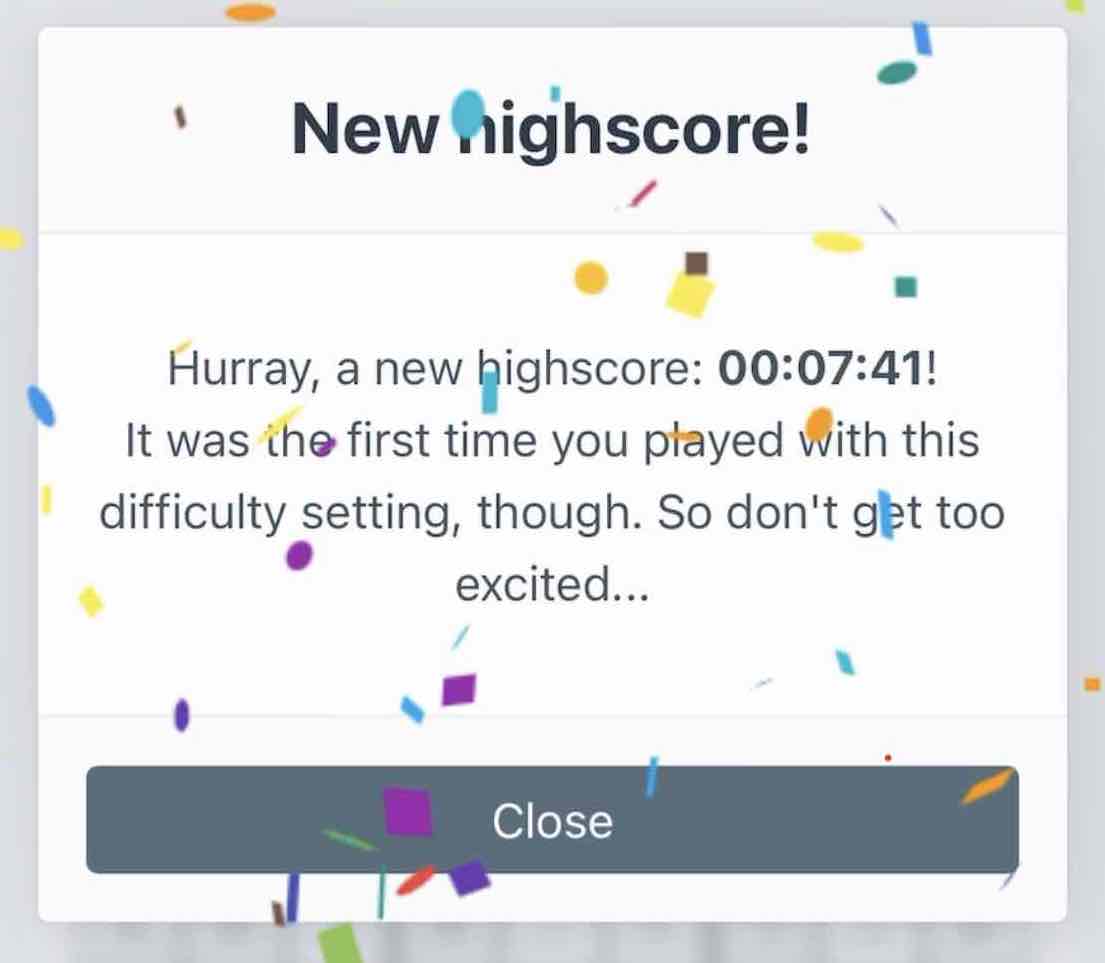 New highscore!
Hurray, a new highscore: 00:07:41!
It was the first time you played with this
difficulty setting, though. So don't get too
excited...
Close